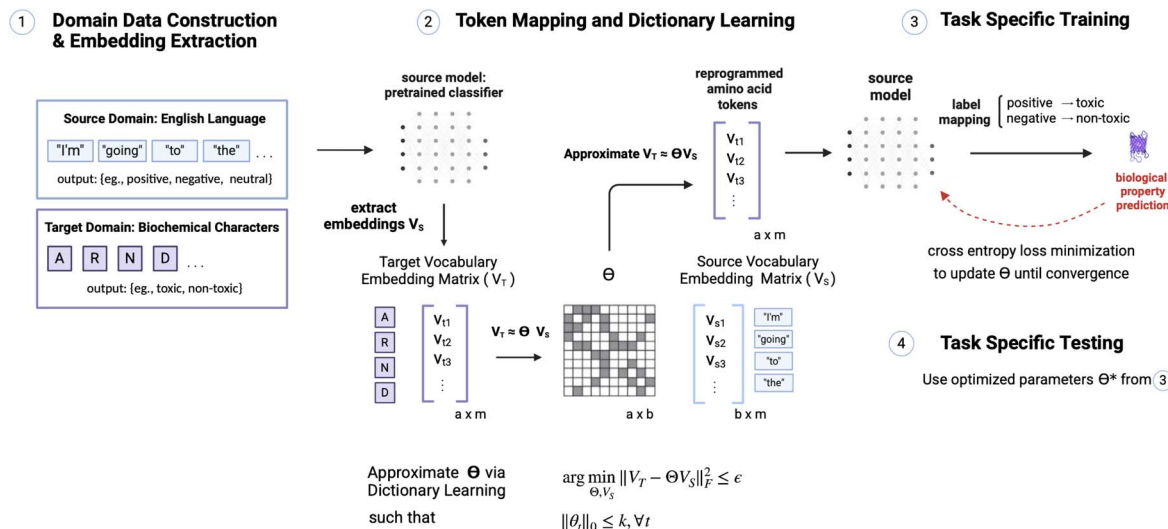 1 Domain Data Construction
& Embedding Extraction
Source Domain: English Language
"I'm" "going" "to" "the" ...
output: {eg., positive, negative, neutral}
Target Domain: Biochemical Characters
A R N D ...
output: {eg., toxic, non-toxic}
2 Token Mapping and Dictionary Learning
source model:
pretrained classifier
extract
embeddings V_S
Target Vocabulary
Embedding Matrix ( V_T )
A
R
N
D
V_t1
V_t2
V_t3
⋮
a x m
V_T ≈ Θ V_S
Approximate V_T ≈ ΘV_S
Θ
a x b
reprogrammed
amino acid
tokens
V_t1
V_t2
V_t3
⋮
a x m
Source Vocabulary
Embedding Matrix (V_S)
V_s1 "I'm"
V_s2 "going"
V_s3 "to"
⋮ "the"
b x m
Approximate Θ via
Dictionary Learning
such that
arg min_{Θ,V_S} ‖V_T − ΘV_S‖²_F ≤ ϵ
‖θ_t‖_0 ≤ k, ∀t
3 Task Specific Training
source
model
label
mapping
positive → toxic
negative → non-toxic
biological
property
prediction
cross entropy loss minimization
to update Θ until convergence
4 Task Specific Testing
Use optimized parameters Θ* from 3